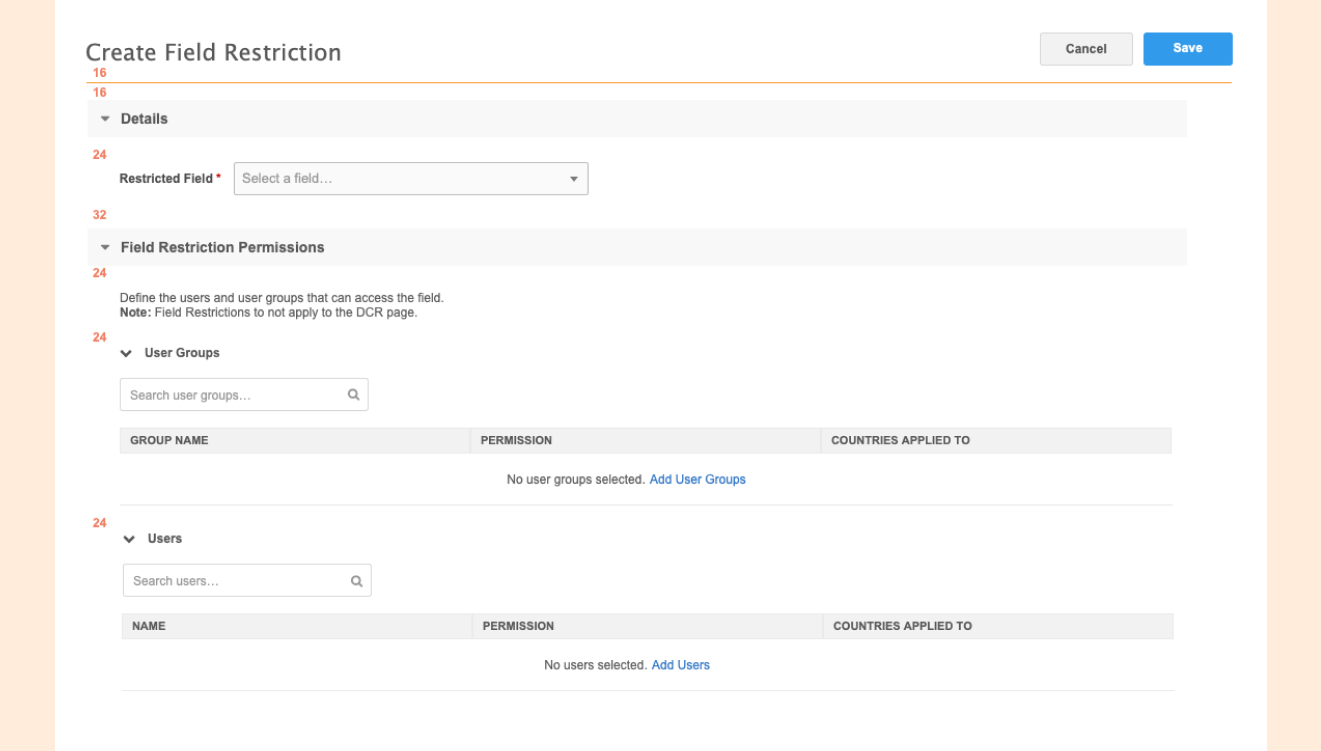 Create Field Restriction
Cancel
Save
16
16
Details
24
Restricted Field *
Select a field...
32
Field Restriction Permissions
24
Define the users and user groups that can access the field.
Note: Field Restrictions to not apply to the DCR page.
24
User Groups
Search user groups...
GROUP NAME
PERMISSION
COUNTRIES APPLIED TO
No user groups selected. Add User Groups
24
Users
Search users...
NAME
PERMISSION
COUNTRIES APPLIED TO
No users selected. Add Users